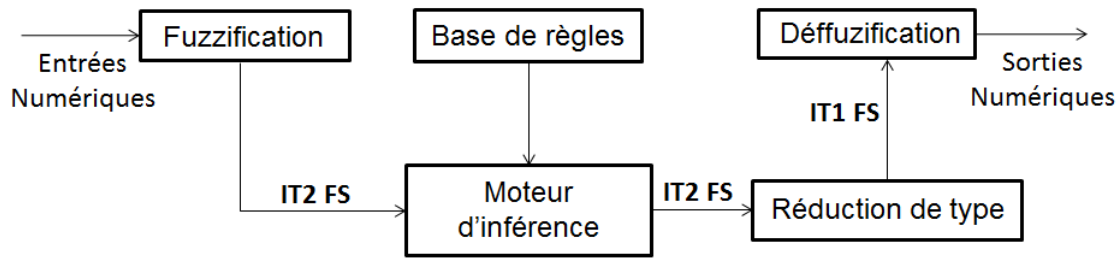 Fuzzification
Base de règles
Déffuzification
Entrées
Numériques
Sorties
Numériques
IT1 FS
IT2 FS
Moteur
d'inférence
IT2 FS
Réduction de type